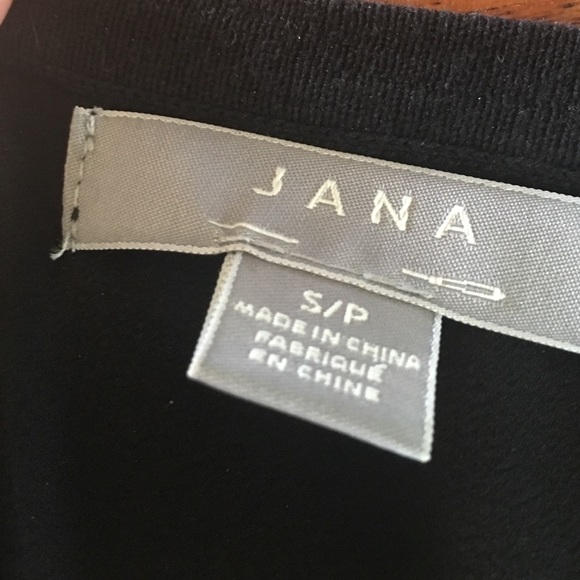 JANA
S/P
MADE IN CHINA
FABRIQUÉ
EN CHINE